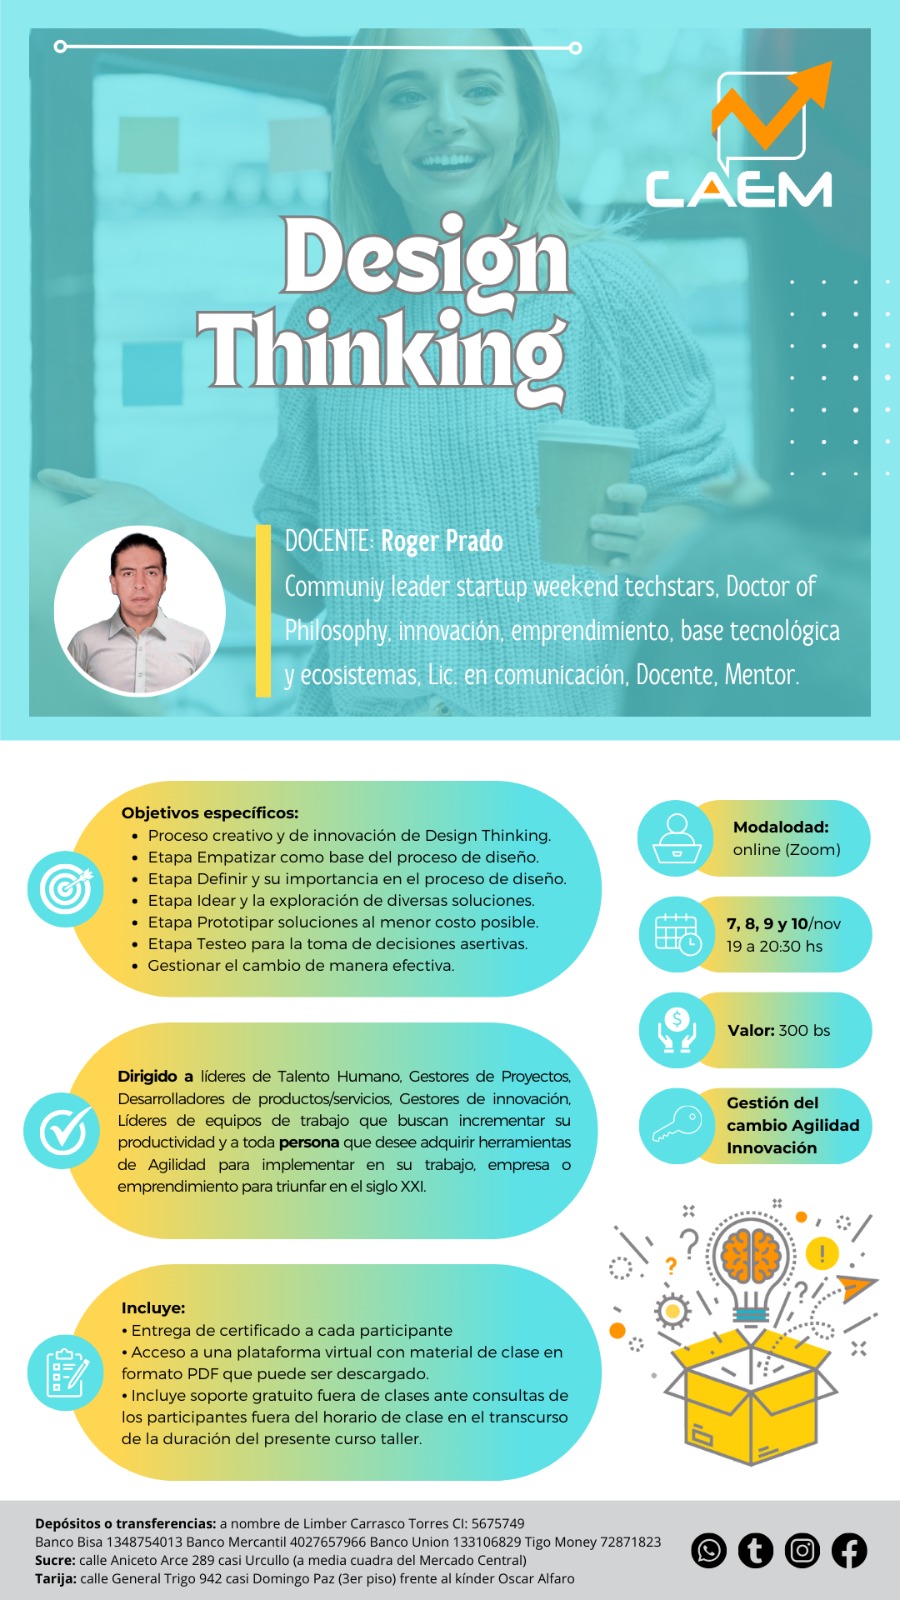 CAEM
Design
Thinking
DOCENTE: Roger Prado
Communiy leader startup weekend techstars, Doctor of
Philosophy, innovación, emprendimiento, base tecnológica
y ecosistemas, Lic. en comunicación, Docente, Mentor.
Objetivos específicos:
• Proceso creativo y de innovación de Design Thinking.
• Etapa Empatizar como base del proceso de diseño.
• Etapa Definir y su importancia en el proceso de diseño.
• Etapa Idear y la exploración de diversas soluciones.
• Etapa Prototipar soluciones al menor costo posible.
• Etapa Testeo para la toma de decisiones asertivas.
• Gestionar el cambio de manera efectiva.
Modalodad:
online (Zoom)
7, 8, 9 y 10/nov
19 a 20:30 hs
Valor: 300 bs
Gestión del
cambio Agilidad
Innovación
Dirigido a líderes de Talento Humano, Gestores de Proyectos,
Desarrolladores de productos/servicios, Gestores de innovación,
Líderes de equipos de trabajo que buscan incrementar su
productividad y a toda persona que desee adquirir herramientas
de Agilidad para implementar en su trabajo, empresa o
emprendimiento para triunfar en el siglo XXI.
Incluye:
• Entrega de certificado a cada participante
• Acceso a una plataforma virtual con material de clase en
formato PDF que puede ser descargado.
• Incluye soporte gratuito fuera de clases ante consultas de
los participantes fuera del horario de clase en el transcurso
de la duración del presente curso taller.
Depósitos o transferencias: a nombre de Limber Carrasco Torres CI: 5675749
Banco Bisa 1348754013 Banco Mercantil 4027657966 Banco Union 133106829 Tigo Money 72871823
Sucre: calle Aniceto Arce 289 casi Urcullo (a media cuadra del Mercado Central)
Tarija: calle General Trigo 942 casi Domingo Paz (3er piso) frente al kínder Oscar Alfaro